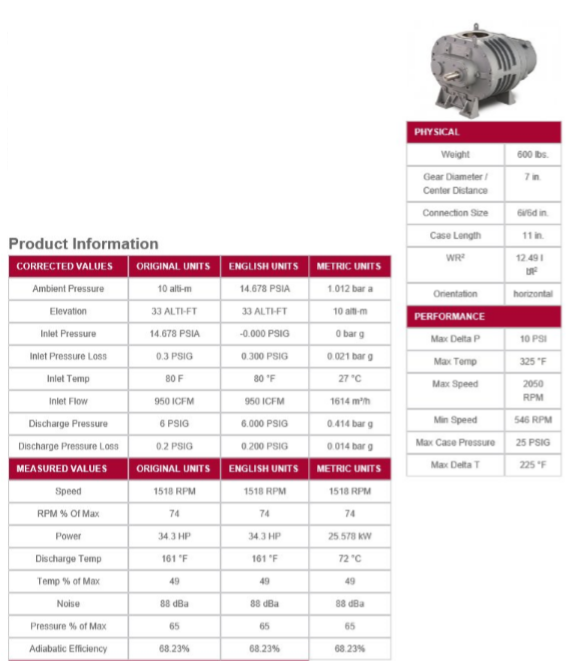 PHYSICAL
Weight 600 lbs.
Gear Diameter / 7 in.
Center Distance
Connection Size 6i/6d in.
Case Length 11 in.
WR² 12.49 l
bft²
Orientation horizontal
PERFORMANCE
Max Delta P 10 PSI
Max Temp 325 °F
Max Speed 2050
RPM
Min Speed 546 RPM
Max Case Pressure 25 PSIG
Max Delta T 225 °F
Product Information
CORRECTED VALUES ORIGINAL UNITS ENGLISH UNITS METRIC UNITS
Ambient Pressure 10 alti-m 14.678 PSIA 1.012 bar a
Elevation 33 ALTI-FT 33 ALTI-FT 10 alti-m
Inlet Pressure 14.678 PSIA -0.000 PSIG 0 bar g
Inlet Pressure Loss 0.3 PSIG 0.300 PSIG 0.021 bar g
Inlet Temp 80 F 80 °F 27 °C
Inlet Flow 950 ICFM 950 ICFM 1614 m³/h
Discharge Pressure 6 PSIG 6.000 PSIG 0.414 bar g
Discharge Pressure Loss 0.2 PSIG 0.200 PSIG 0.014 bar g
MEASURED VALUES ORIGINAL UNITS ENGLISH UNITS METRIC UNITS
Speed 1518 RPM 1518 RPM 1518 RPM
RPM % Of Max 74 74 74
Power 34.3 HP 34.3 HP 25.578 kW
Discharge Temp 161 °F 161 °F 72 °C
Temp % of Max 49 49 49
Noise 88 dBa 88 dBa 88 dBa
Pressure % of Max 65 65 65
Adiabatic Efficiency 68.23% 68.23% 68.23%